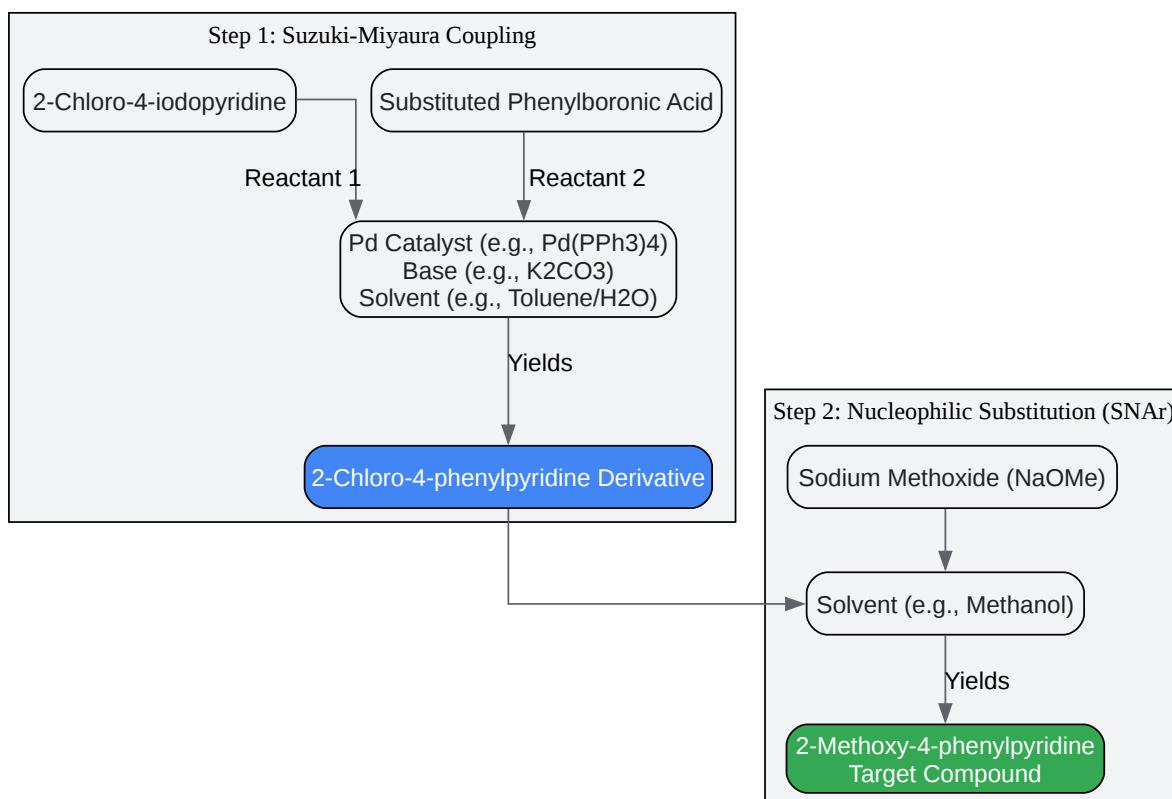 Step 1: Suzuki-Miyaura Coupling
2-Chloro-4-iodopyridine
Substituted Phenylboronic Acid
Reactant 1
Reactant 2
Pd Catalyst (e.g., Pd(PPh3)4)
Base (e.g., K2CO3)
Solvent (e.g., Toluene/H2O)
Yields
2-Chloro-4-phenylpyridine Derivative
Step 2: Nucleophilic Substitution (SNAr)
Sodium Methoxide (NaOMe)
Solvent (e.g., Methanol)
Yields
2-Methoxy-4-phenylpyridine
Target Compound